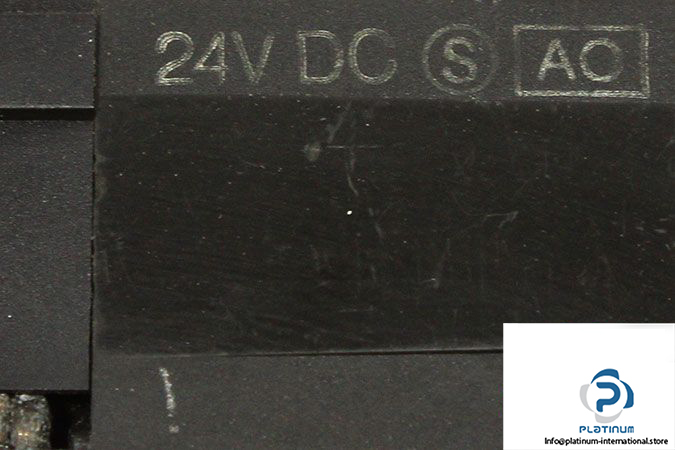 24V DC Ⓢ AO
PLATINUM
Info@platinum-international.store